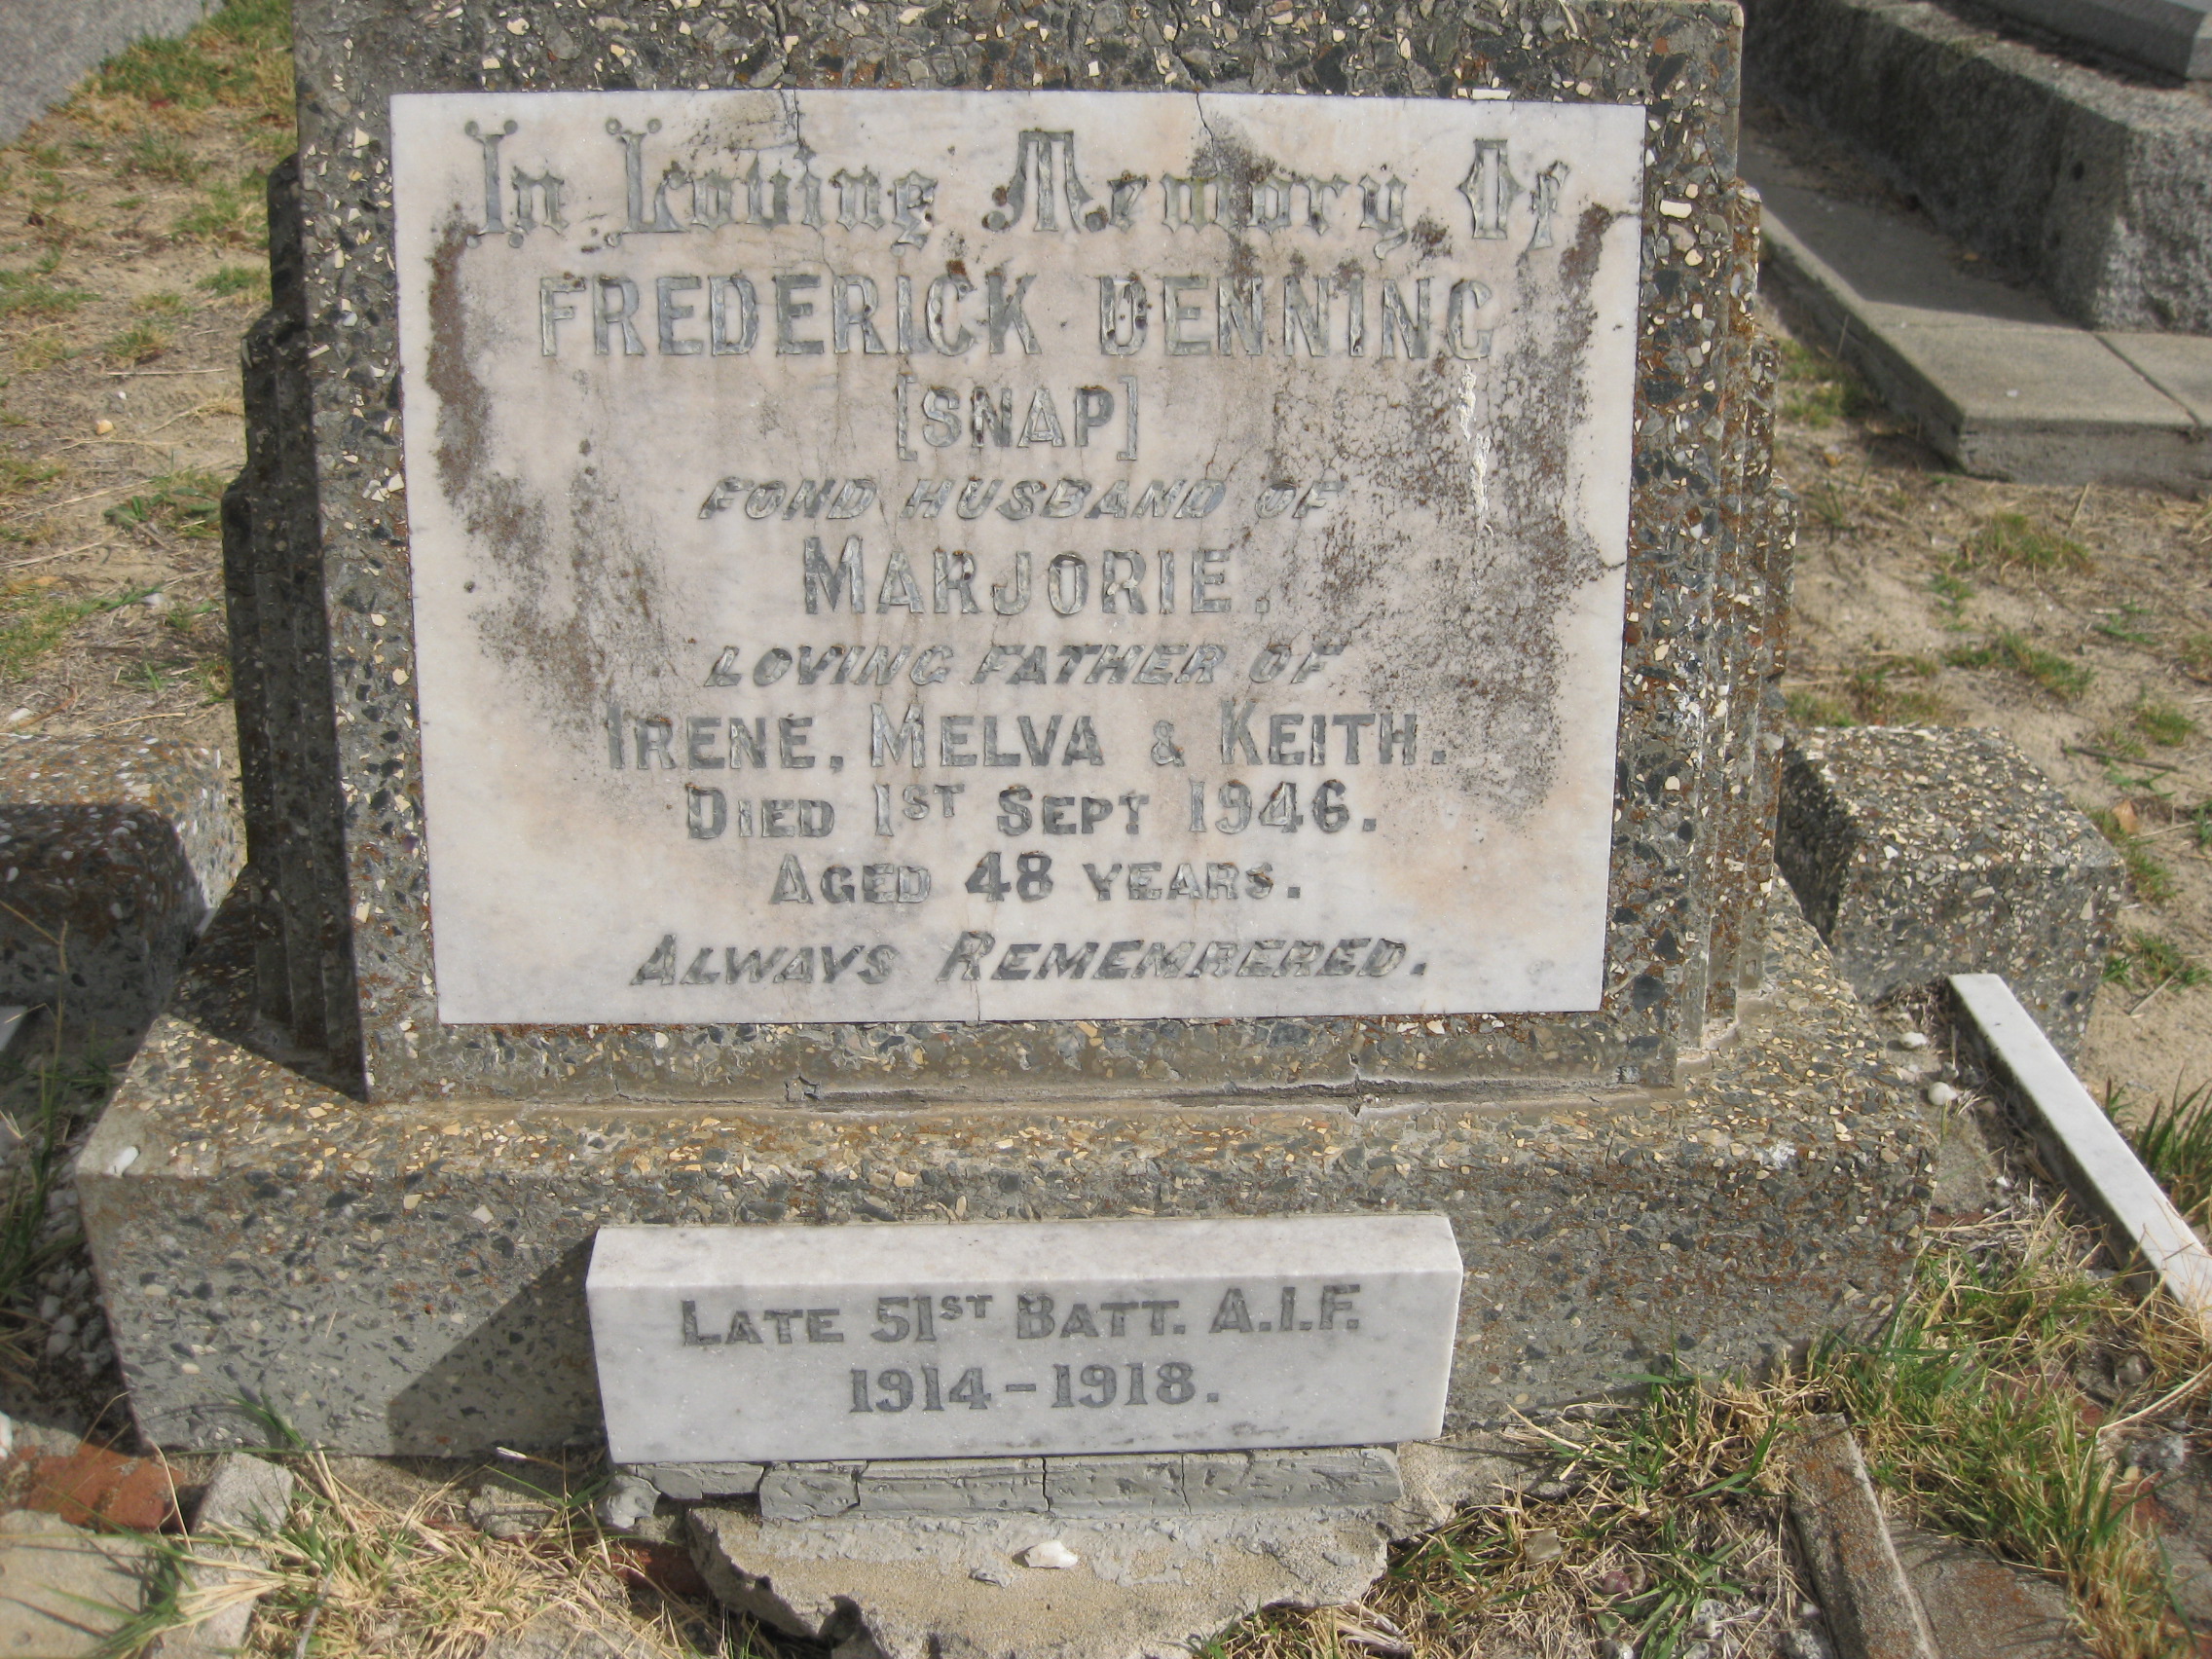 In Loving Memory Of
FREDERICK DENNING
[SNAP]
FOND HUSBAND OF
MARJORIE.
LOVING FATHER OF
IRENE, MELVA & KEITH.
DIED 1ST SEPT 1946.
AGED 48 YEARS.
ALWAYS REMEMBERED.
LATE 51ST BATT. A.I.F.
1914-1918.